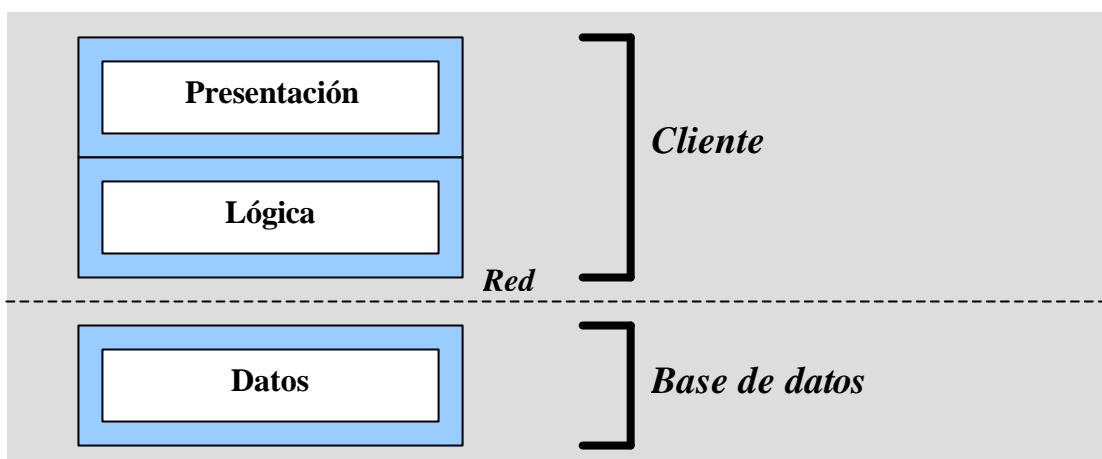 Presentación
Cliente
Lógica
Red
Datos
Base de datos